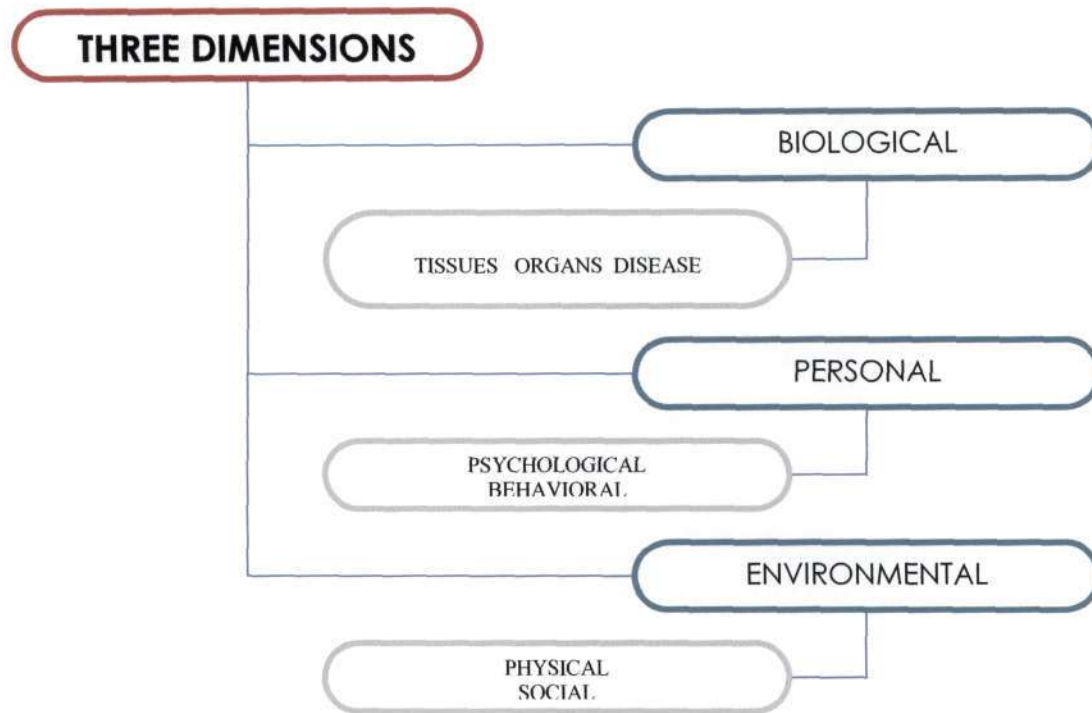 THREE DIMENSIONS
BIOLOGICAL
TISSUES ORGANS DISEASE
PERSONAL
PSYCHOLOGICAL
BEHAVIORAL
ENVIRONMENTAL
PHYSICAL
SOCIAL